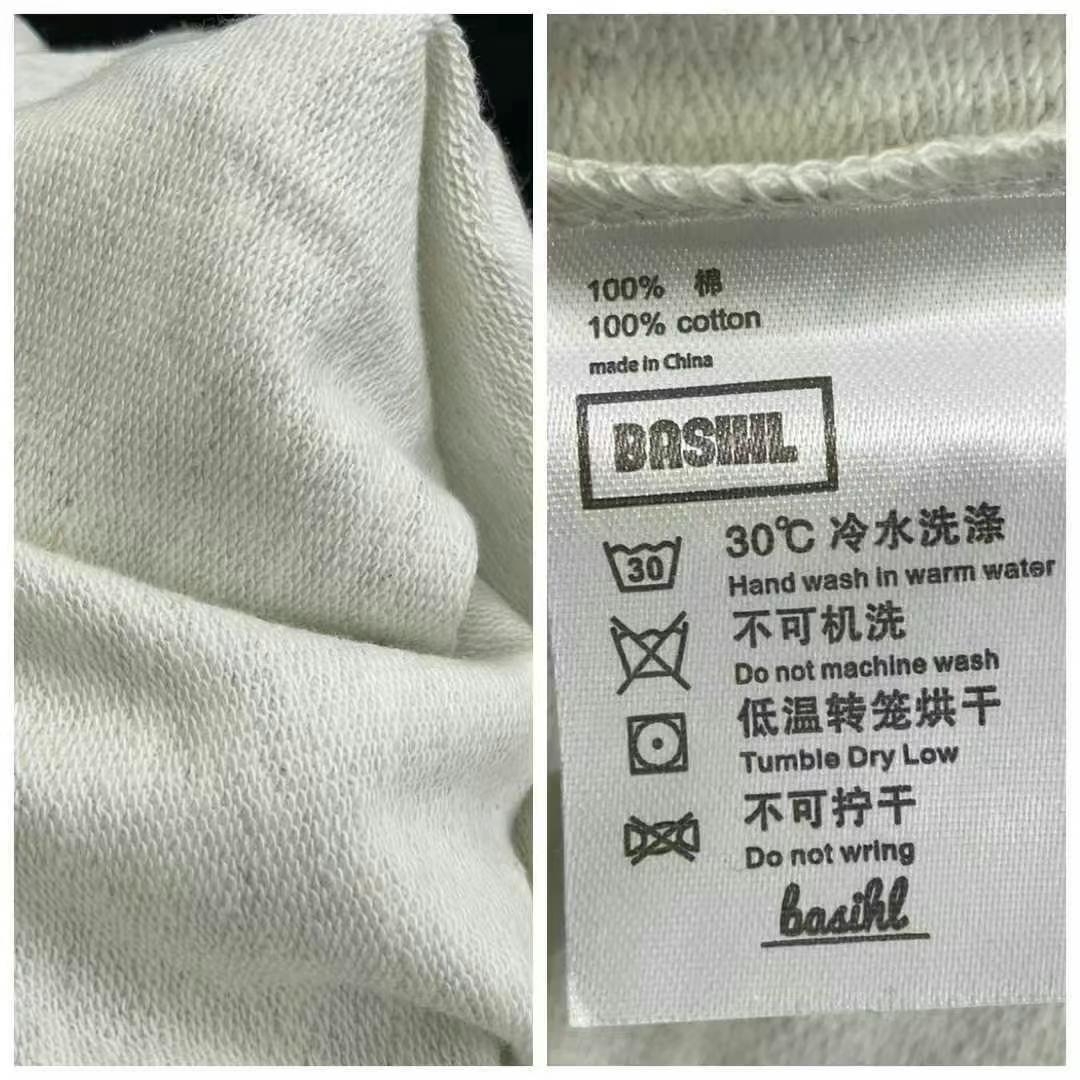 100% 棉
100% cotton
made in China
BASIHL
30
30℃ 冷水洗涤
Hand wash in warm water
不可机洗
Do not machine wash
低温转笼烘干
Tumble Dry Low
不可拧干
Do not wring
basihl